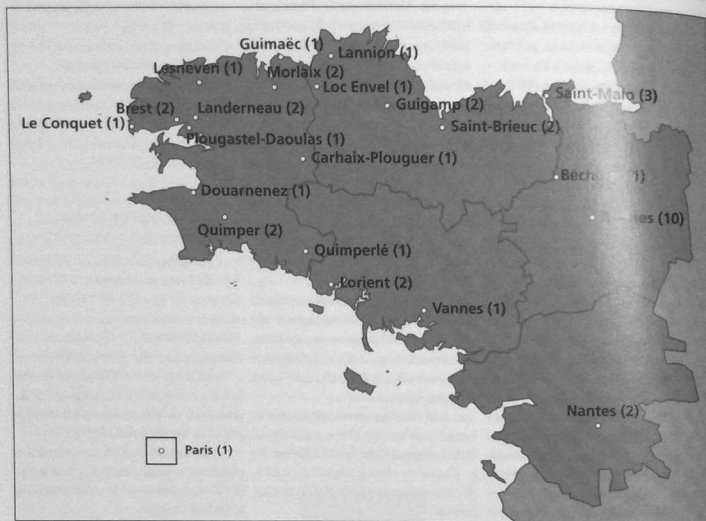 Guimaëc (1)
Lannion (1)
Lesneven (1)
Morlaix (2)
Loc Envel (1)
Saint-Malo (3)
Brest (2)
Landerneau (2)
Guigamp (2)
Le Conquet (1)
Saint-Brieuc (2)
Plougastel-Daoulas (1)
Carhaix-Plouguer (1)
Douarnenez (1)
(10)
Quimper (2)
Quimperlé (1)
Lorient (2)
Vannes (1)
Nantes (2)
Paris (1)